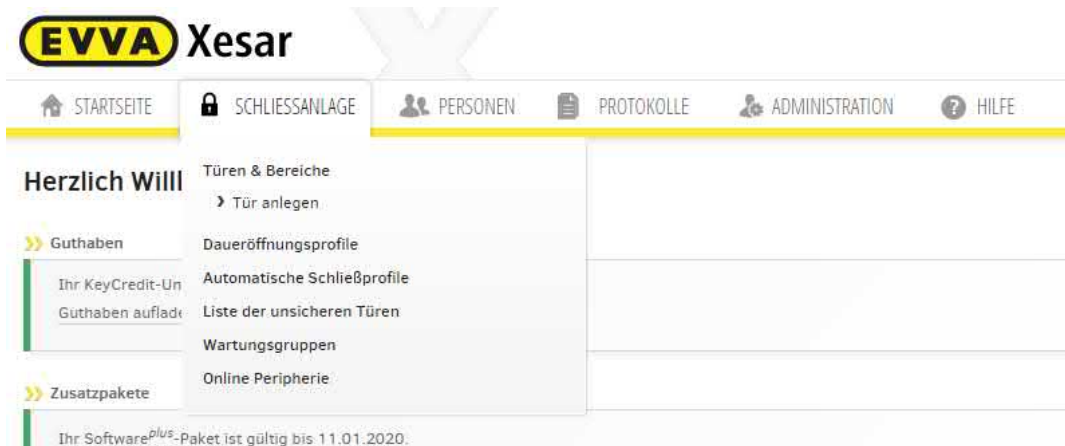 EVVA Xesar
STARTSEITE SCHLIESSANLAGE PERSONEN PROTOKOLLE ADMINISTRATION HILFE
Herzlich Will
Türen & Bereiche
› Tür anlegen
Daueröffnungsprofile
Automatische Schließprofile
Liste der unsicheren Türen
Wartungsgruppen
Online Peripherie
Guthaben
Ihr KeyCredit-Un
Guthaben auflade
Zusatzpakete
Ihr Softwareplus-Paket ist gültig bis 11.01.2020.